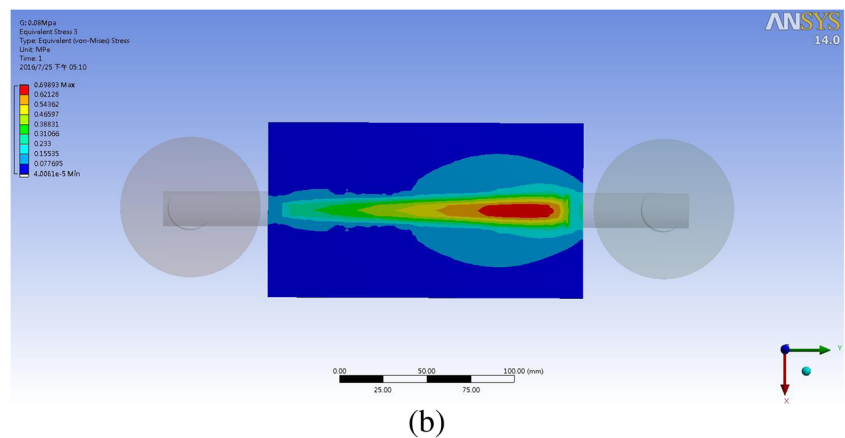 G: 0.08Mpa
Equivalent Stress 3
Type: Equivalent (von-Mises) Stress
Unit: MPa
Time: 1
2016/7/25 下午 05:10
0.69893 Max
0.62128
0.54362
0.46597
0.38831
0.31066
0.233
0.15535
0.077695
4.0061e-5 Min
ANSYS
14.0
0.00 50.00 100.00 (mm)
25.00 75.00
Y
X
(b)